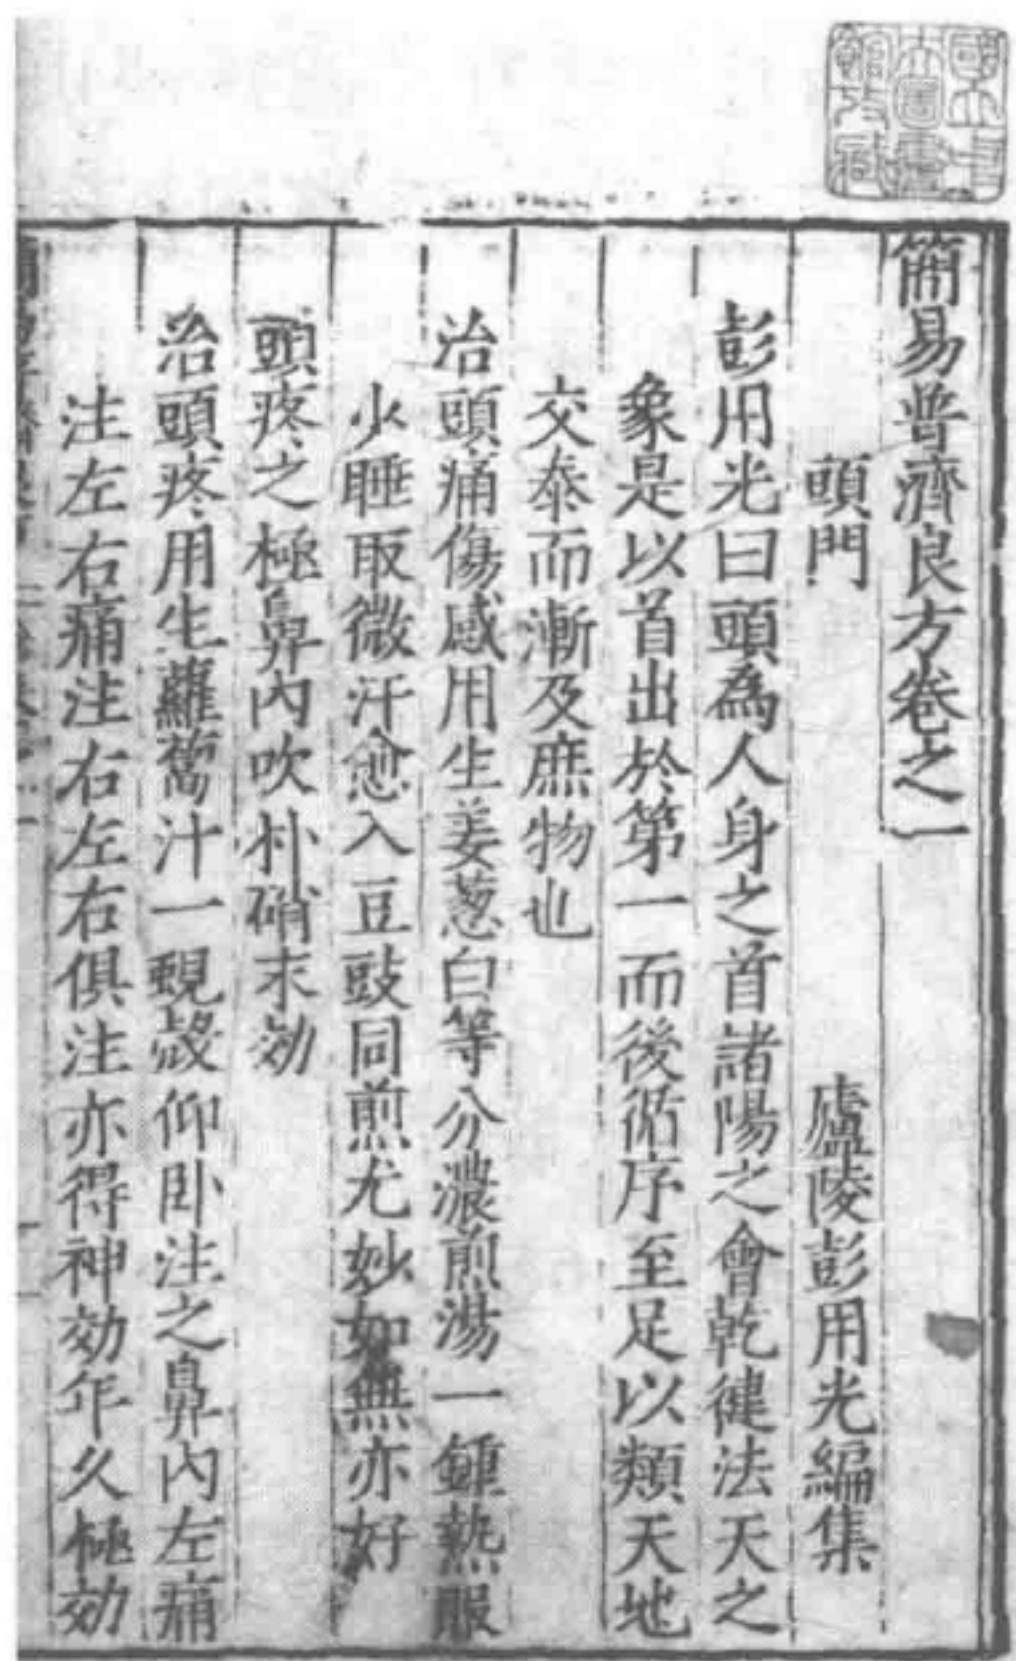 簡易普濟良方卷之一
頭門 廬陵彭用光編集
彭用光曰頭為人身之首諸陽之會乾健法天之
象是以首出於第一而後循序至足以類天地
交泰而漸及庶物也
治頭痛傷感用生姜葱白等分濃煎湯一鍾熱服
少睡取微汗愈入豆豉同煎尤妙如無亦好
頭疼之極鼻內吹朴硝末効
治頭疼用生蘿蔔汁一蜆殼仰卧注之鼻內左痛
注左右痛注右左右俱注亦得神効年久極効